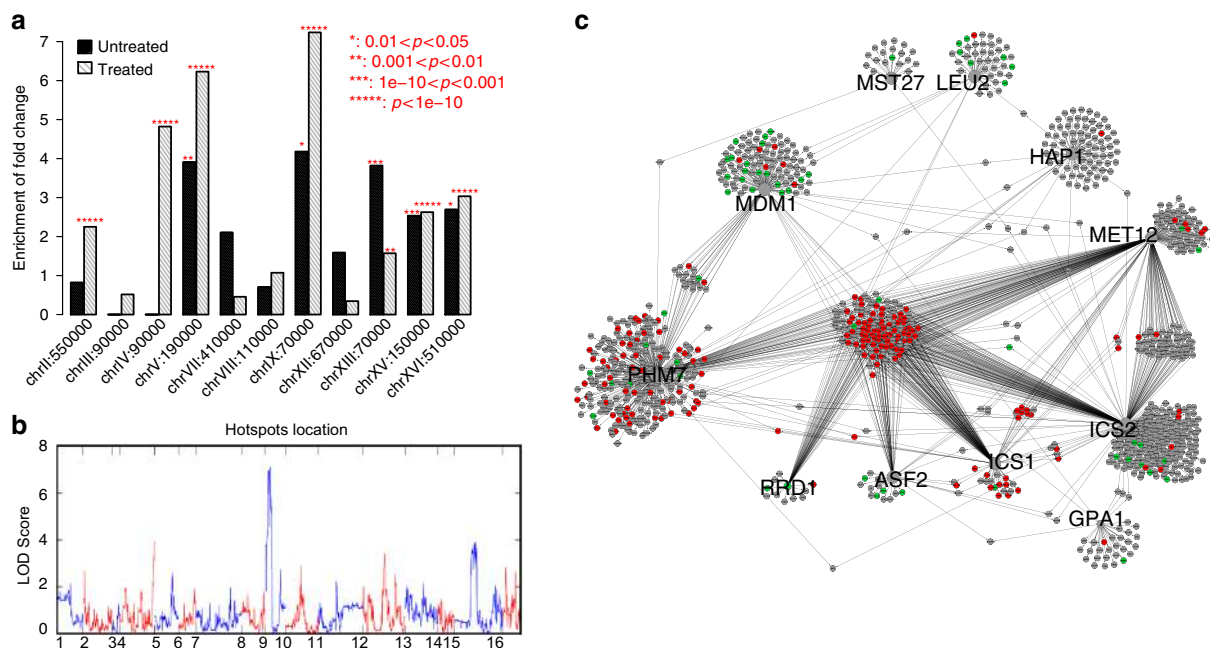 a
7
6
5
4
3
2
1
0
Enrichment of fold change
Untreated
Treated
*: 0.01<p<0.05
**: 0.001<p<0.01
***: 1e−10<p<0.001
*****: p<1e−10
*****
*****
**
*****
*
*****
***
**
***
*****
*
*****
chrII:550000
chrIII:90000
chrIV:90000
chrV:190000
chrVII:410000
chrVIII:110000
chrIX:70000
chrXII:670000
chrXIII:70000
chrXV:150000
chrXVI:510000
Hotspots location
b
8
6
4
2
0
LOD Score
1 2 34 5 6 7 8 9 10 11 12 13 1415 16
c
MST27
LEU2
HAP1
MDM1
MET12
PHM7
ICS2
ICS1
RRD1
ASF2
GPA1